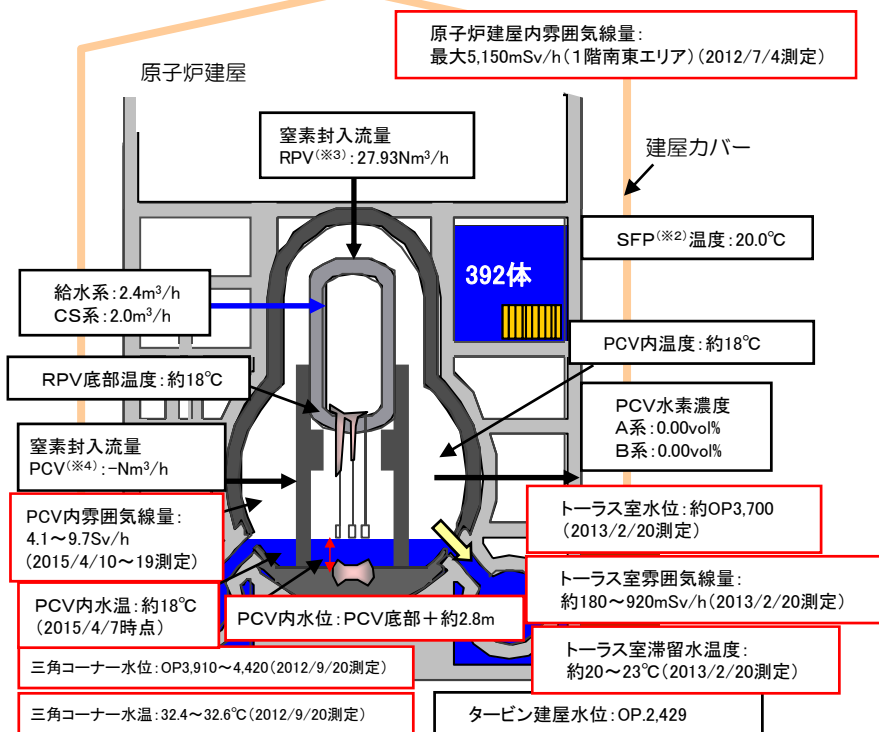 原子炉建屋内雰囲気線量:
最大5,150mSv/h(1階南東エリア)(2012/7/4測定)
原子炉建屋
窒素封入流量
RPV(※3):27.93Nm³/h
建屋カバー
SFP(※2)温度:20.0℃
392体
給水系:2.4m³/h
CS系:2.0m³/h
PCV内温度:約18℃
RPV底部温度:約18℃
PCV水素濃度
A系:0.00vol%
B系:0.00vol%
窒素封入流量
PCV(※4):-Nm³/h
PCV内雰囲気線量:
4.1~9.7Sv/h
(2015/4/10~19測定)
トーラス室水位:約OP3,700
(2013/2/20測定)
トーラス室雰囲気線量:
約180~920mSv/h(2013/2/20測定)
PCV内水温:約18℃
(2015/4/7時点)
PCV内水位:PCV底部+約2.8m
トーラス室滞留水温度:
約20~23℃(2013/2/20測定)
三角コーナー水位:OP3,910~4,420(2012/9/20測定)
三角コーナー水温:32.4~32.6℃(2012/9/20測定)
タービン建屋水位:OP.2,429